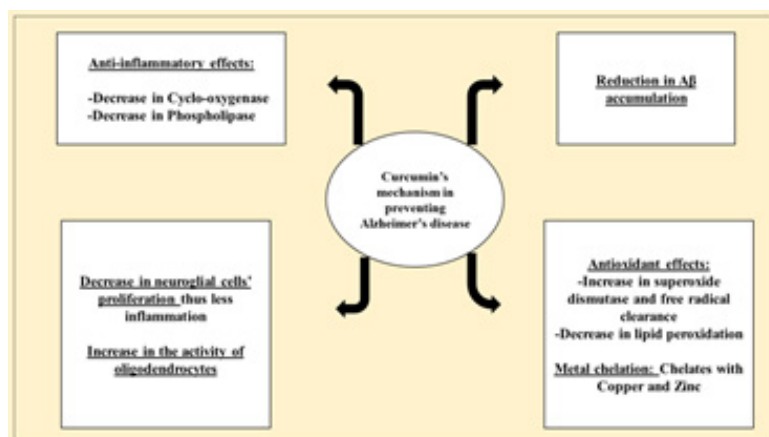 Anti-inflammatory effects:
-Decrease in Cyclo-oxygenase
-Decrease in Phospholipase
Reduction in Aβ
accumulation
Curcumin's
mechanism in
preventing
Alzheimer's disease
Decrease in neuroglial cells'
proliferation thus less
inflammation
Increase in the activity of
oligodendrocytes
Antioxidant effects:
-Increase in superoxide
dismutase and free radical
clearance
-Decrease in lipid peroxidation
Metal chelation: Chelates with
Copper and Zinc